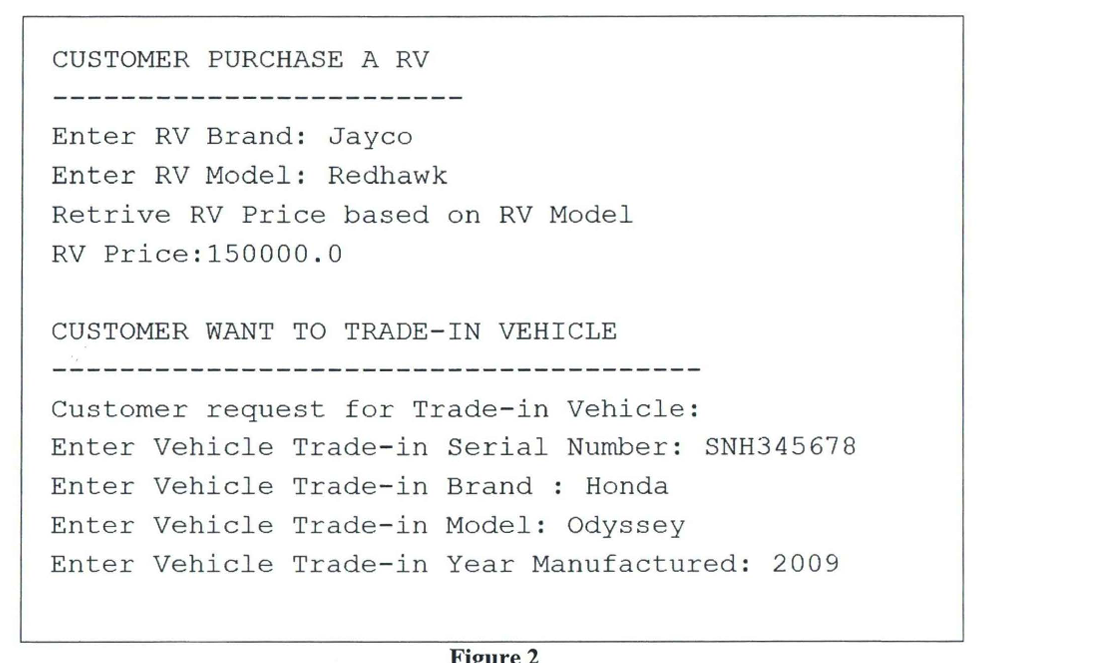 CUSTOMER PURCHASE A RV
------------------------
Enter RV Brand: Jayco
Enter RV Model: Redhawk
Retrive RV Price based on RV Model
RV Price:150000.0
CUSTOMER WANT TO TRADE-IN VEHICLE
--------------------------------------
Customer request for Trade-in Vehicle:
Enter Vehicle Trade-in Serial Number: SNH345678
Enter Vehicle Trade-in Brand : Honda
Enter Vehicle Trade-in Model: Odyssey
Enter Vehicle Trade-in Year Manufactured: 2009
Figure 2